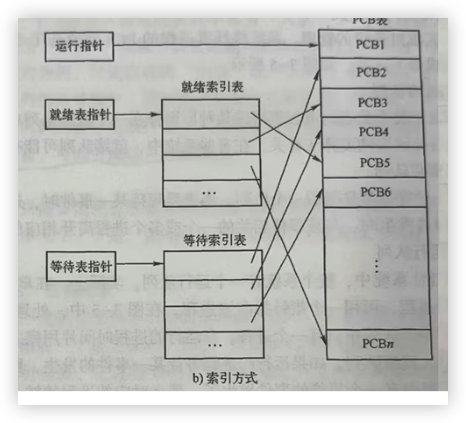 PCB表
运行指针
PCB1
PCB2
就绪索引表
PCB3
就绪表指针
PCB4
PCB5
…
PCB6
等待索引表
等待表指针
⋮
…
PCBn
b) 索引方式